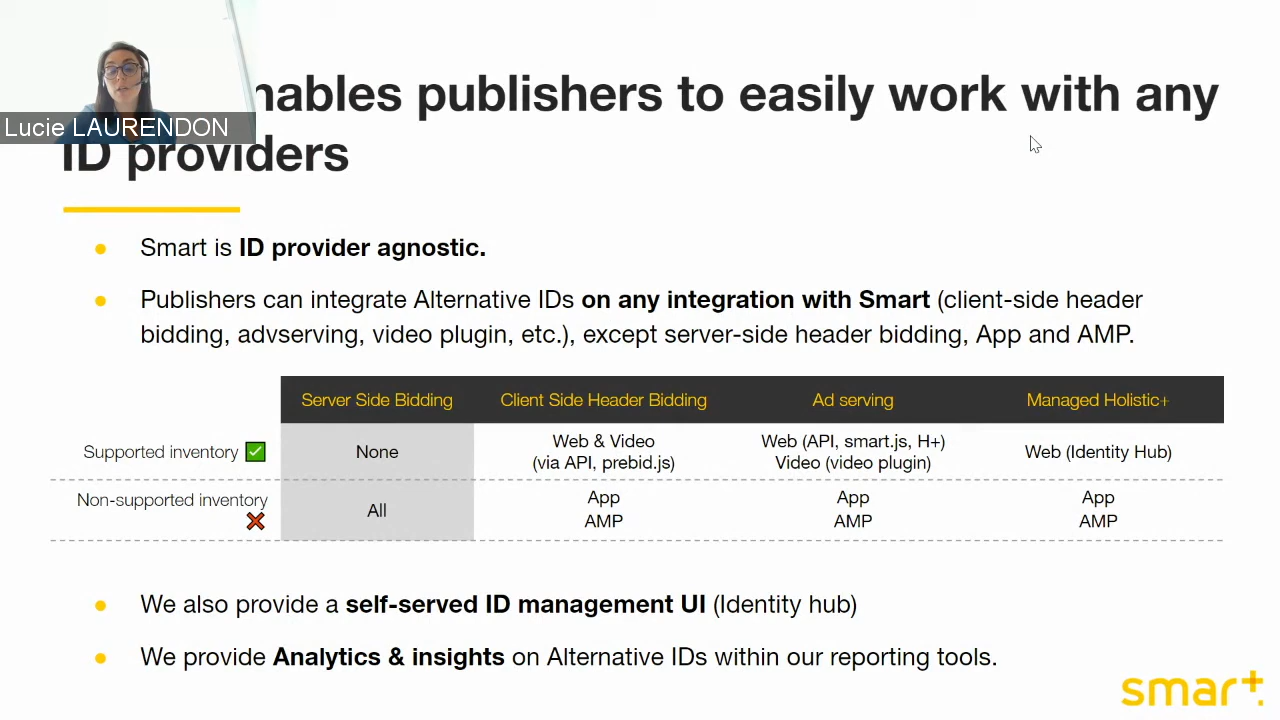 nables publishers to easily work with any
Lucie LAURENDON
ID providers
Smart is ID provider agnostic.
Publishers can integrate Alternative IDs on any integration with Smart (client-side header
bidding, advserving, video plugin, etc.), except server-side header bidding, App and AMP.
Server Side Bidding Client Side Header Bidding Ad serving Managed Holistic+
Supported inventory None Web & Video Web (API, smart.js, H+) Web (Identity Hub)
(via API, prebid.js) Video (video plugin)
Non-supported inventory All App App App
AMP AMP AMP
We also provide a self-served ID management UI (Identity hub)
We provide Analytics & insights on Alternative IDs within our reporting tools.
smart.